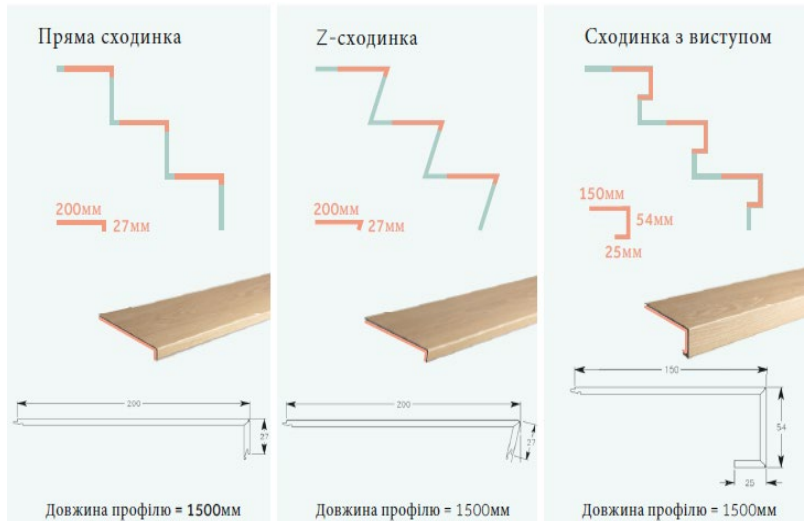 Пряма сходинка
200мм
27мм
200
27
Довжина профілю = 1500мм
Z-сходинка
200мм
27мм
200
27
Довжина профілю = 1500мм
Сходинка з виступом
150мм
54мм
25мм
150
54
25
Довжина профілю = 1500мм